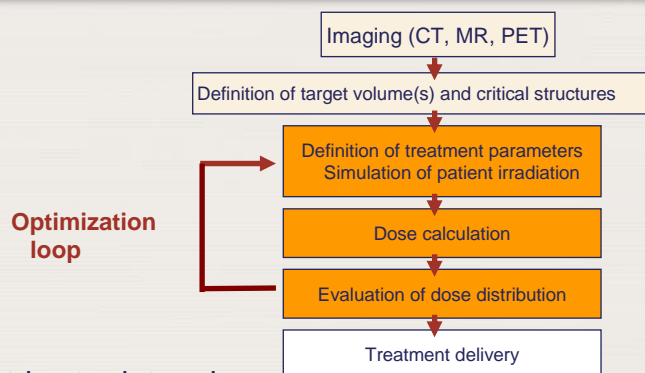 Imaging (CT, MR, PET)
Definition of target volume(s) and critical structures
Definition of treatment parameters
Simulation of patient irradiation
Optimization
loop
Dose calculation
Evaluation of dose distribution
Treatment delivery